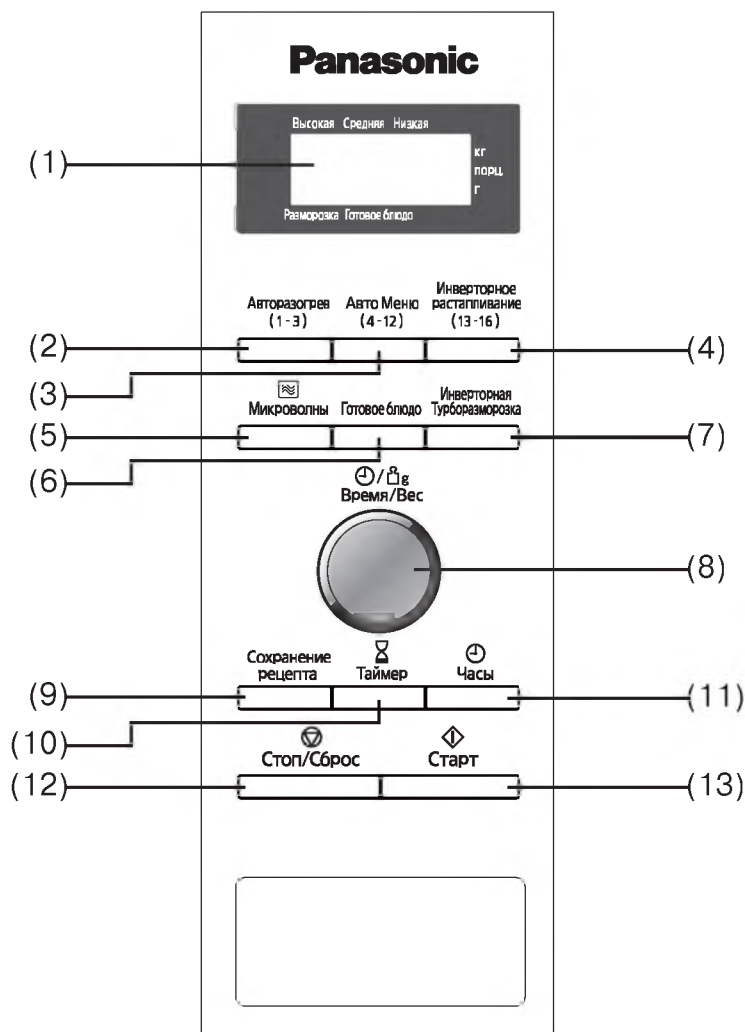 Panasonic
Высокая Средняя Низкая
(1)
кг
порц.
г
Разморозка Готовое блюдо
Авторазогрев
(1-3)
Авто Меню
(4-12)
Инверторное
растапливание
(13-16)
(2)
(3)
(4)
Микроволны
Готовое блюдо
Инверторная
Турборазморозка
(5)
(6)
(7)
/ g
Время/Вес
(8)
Сохранение
рецепта
Таймер
Часы
(9)
(10)
(11)
Стоп/Сброс
Старт
(12)
(13)